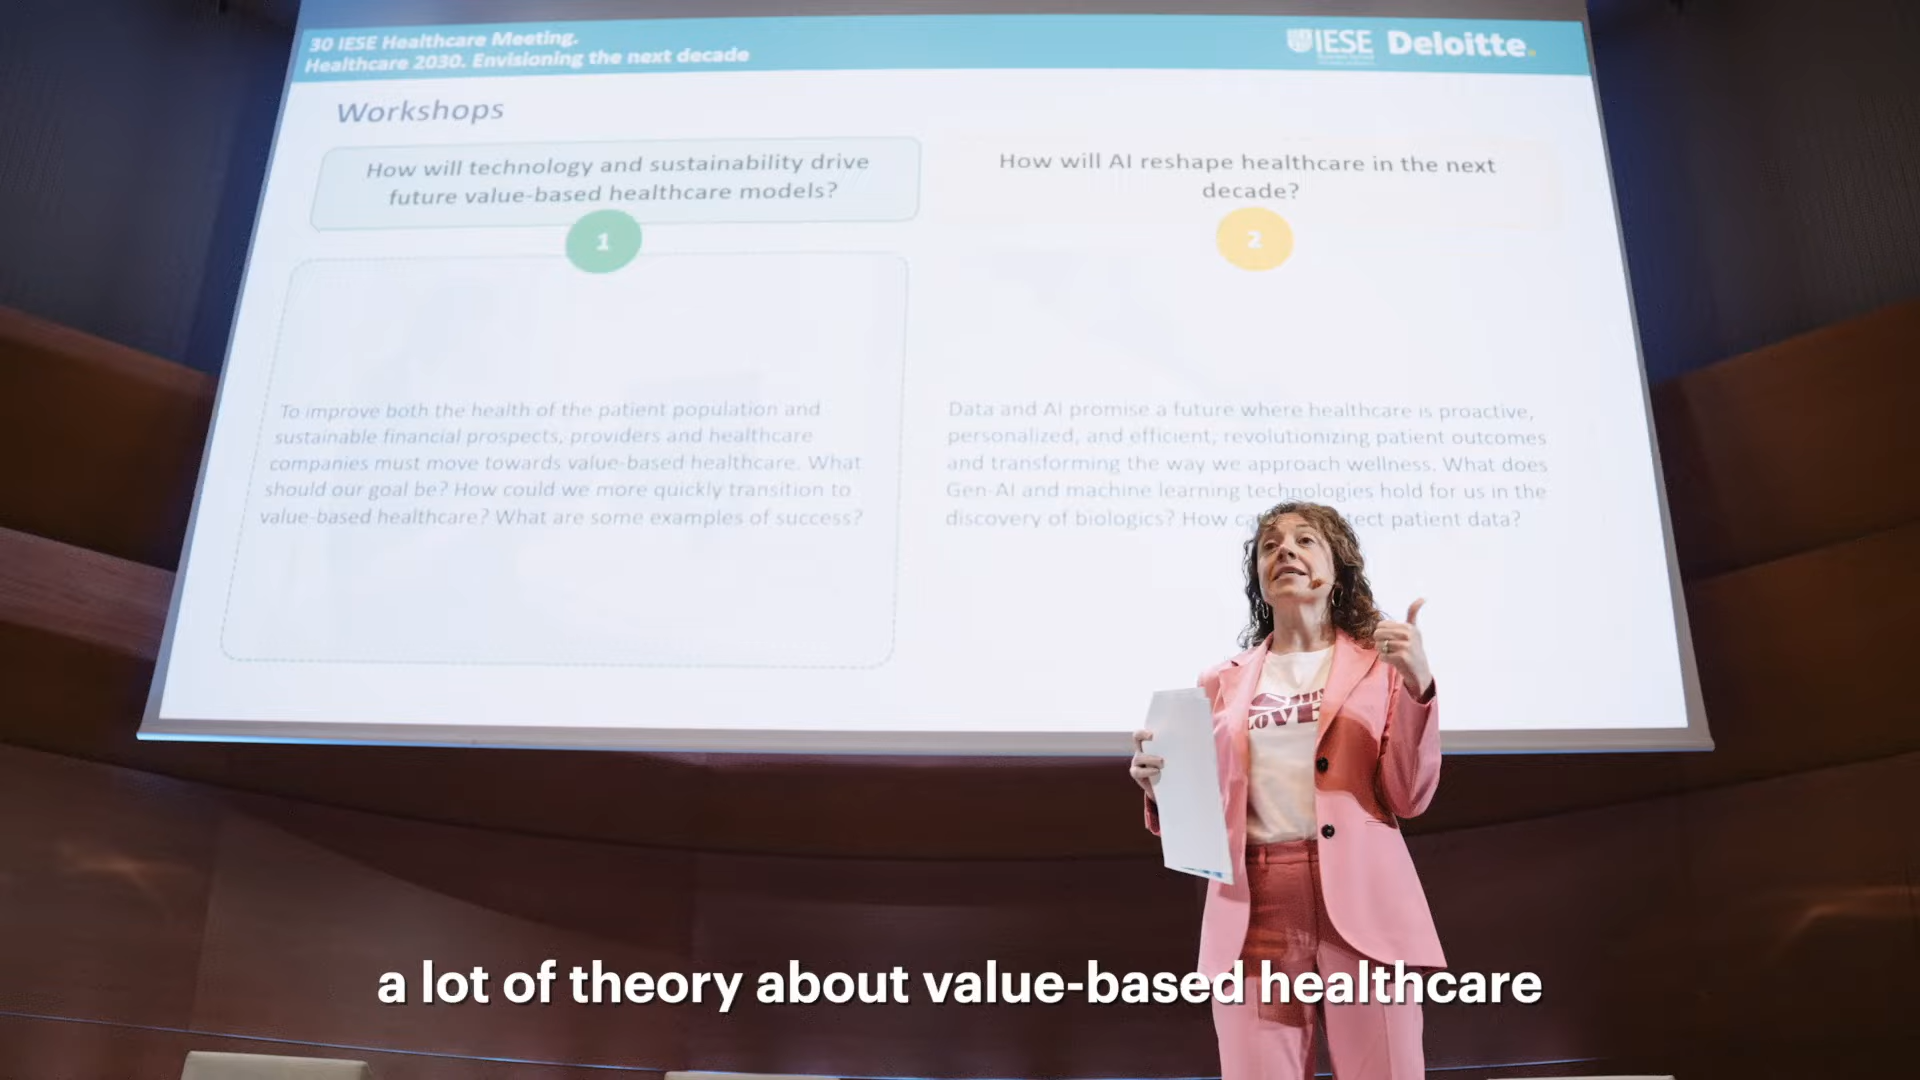 30 IESE Healthcare Meeting.
Healthcare 2030. Envisioning the next decade
IESE Deloitte.
Workshops
How will technology and sustainability drive
future value-based healthcare models?
1
To improve both the health of the patient population and
sustainable financial prospects, providers and healthcare
companies must move towards value-based healthcare. What
should our goal be? How could we more quickly transition to
value-based healthcare? What are some examples of success?
How will AI reshape healthcare in the next
decade?
2
Data and AI promise a future where healthcare is proactive,
personalized, and efficient, revolutionizing patient outcomes
and transforming the way we approach wellness. What does
Gen-AI and machine learning technologies hold for us in the
discovery of biologics? How patient data?
LOVE
a lot of theory about value-based healthcare